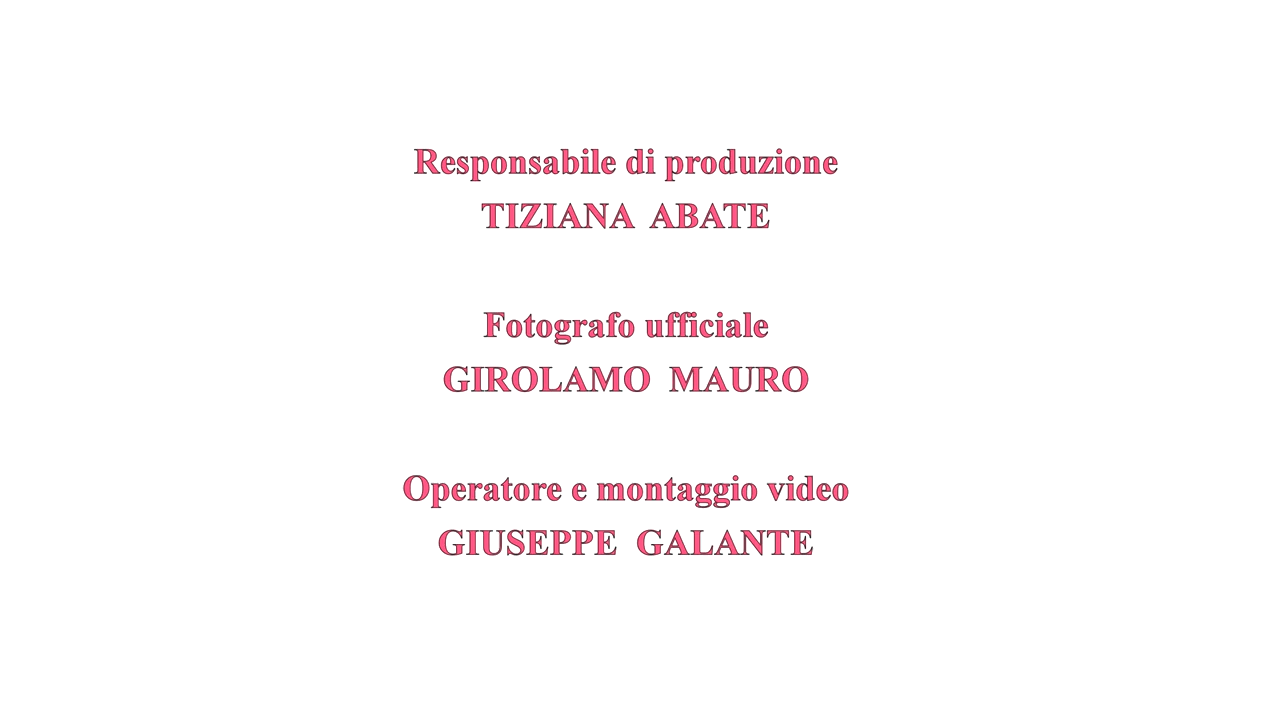 Responsabile di produzione
TIZIANA ABATE
Fotografo ufficiale
GIROLAMO MAURO
Operatore e montaggio video
GIUSEPPE GALANTE